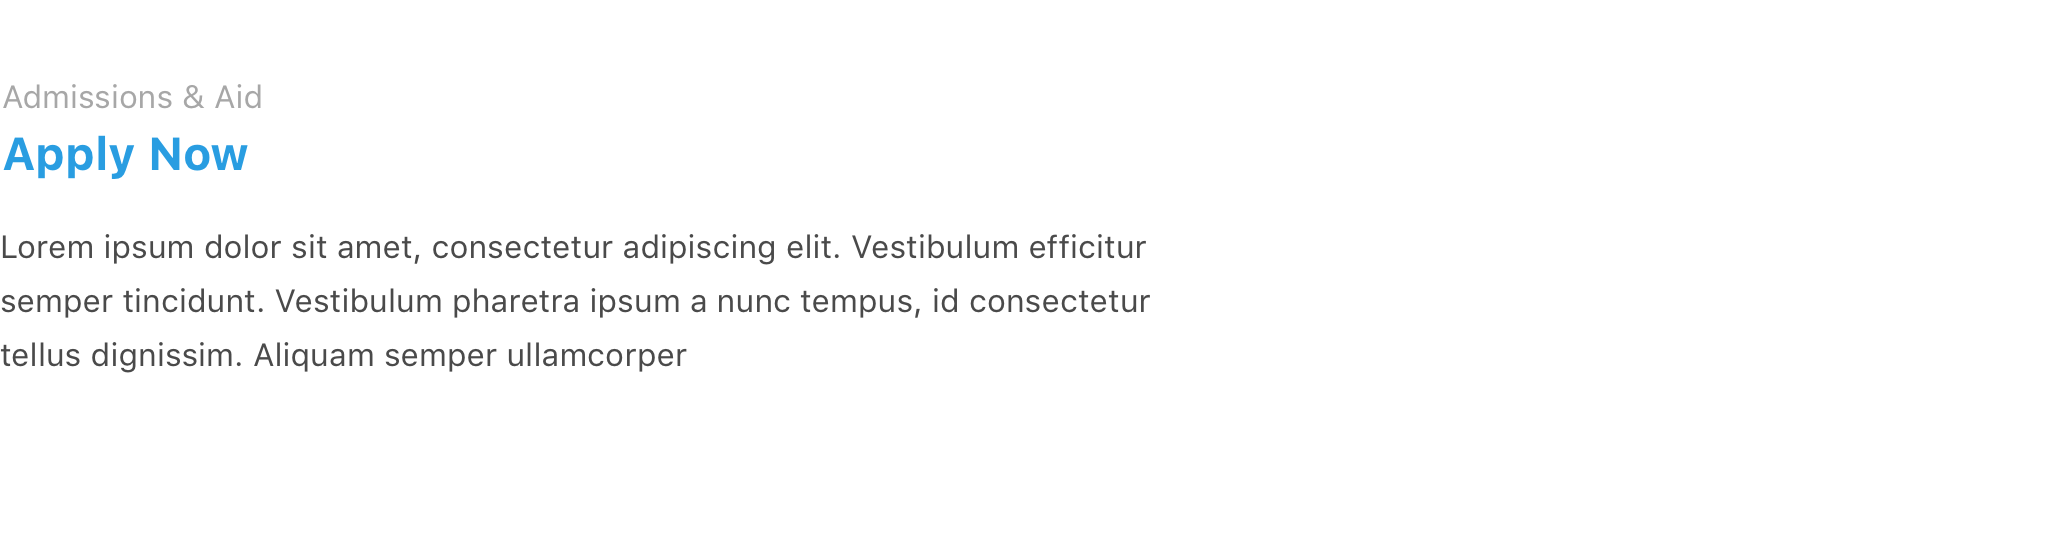 Admissions & Aid
Apply Now
Lorem ipsum dolor sit amet, consectetur adipiscing elit. Vestibulum efficitur
semper tincidunt. Vestibulum pharetra ipsum a nunc tempus, id consectetur
tellus dignissim. Aliquam semper ullamcorper